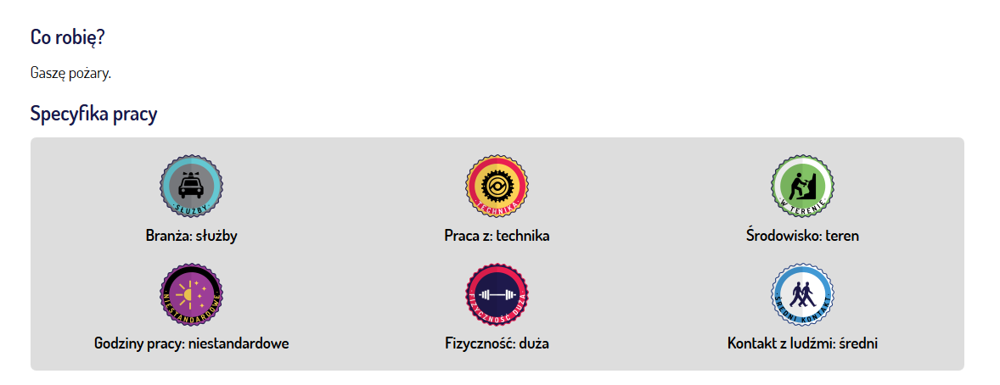 Co robię?
Gaszę pożary.
Specyfika pracy
SŁUŻBY
TECHNIKA
W TERENIE
Branża: służby
Praca z: technika
Środowisko: teren
NIESTANDARDOWE
FIZYCZNOŚĆ DUŻA
ŚREDNI KONTAKT
Godziny pracy: niestandardowe
Fizyczność: duża
Kontakt z ludźmi: średni